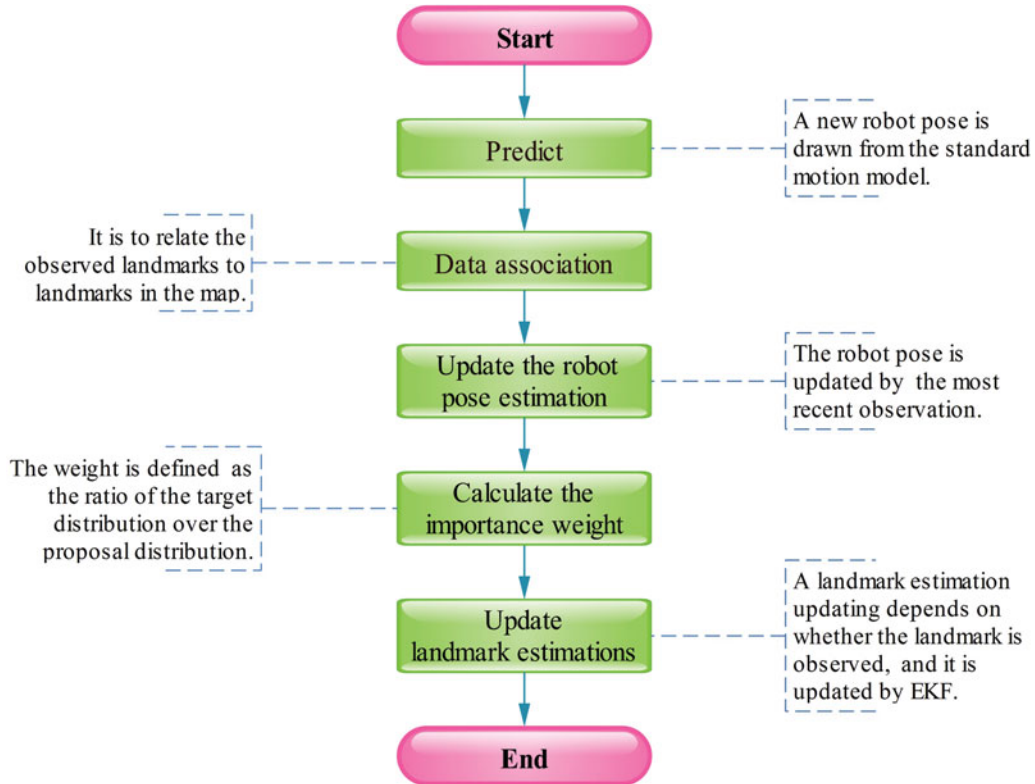 Start
Predict
A new robot pose is
drawn from the standard
motion model.
It is to relate the
observed landmarks to
landmarks in the map.
Data association
Update the robot
pose estimation
The robot pose is
updated by the most
recent observation.
The weight is defined as
the ratio of the target
distribution over the
proposal distribution.
Calculate the
importance weight
Update
landmark estimations
A landmark estimation
updating depends on
whether the landmark is
observed, and it is
updated by EKF.
End